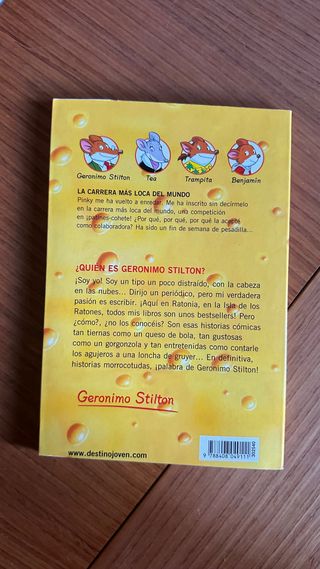 Geronimo Stilton
Tea
Trampita
Benjamín
LA CARRERA MÁS LOCA DEL MUNDO
Pinky me ha vuelto a enredar. Me ha inscrito sin decírmelo
en la carrera más loca del mundo, una competición
en ¡patines-cohete! ¿Por qué, por qué, por qué la acepté
como colaboradora? Ha sido un fin de semana de pesadilla...
¿QUIÉN ES GERONIMO STILTON?
¡Soy yo! Soy un tipo un poco distraído, con la cabeza
en las nubes... Dirijo un periódico, pero mi verdadera
pasión es escribir. ¡Aquí en Ratonia, en la Isla de los
Ratones, todos mis libros son unos bestsellers! Pero
¿cómo?, ¿no los conocéis? Son esas historias cómicas
tan tiernas como un queso de bola, tan gustosas
como un gorgonzola y tan entretenidas como contarle
los agujeros a una loncha de gruyer... En definitiva,
historias morrocotudas, ¡palabra de Geronimo Stilton!
Geronimo Stilton
www.destinojoven.com
9 788408 049111